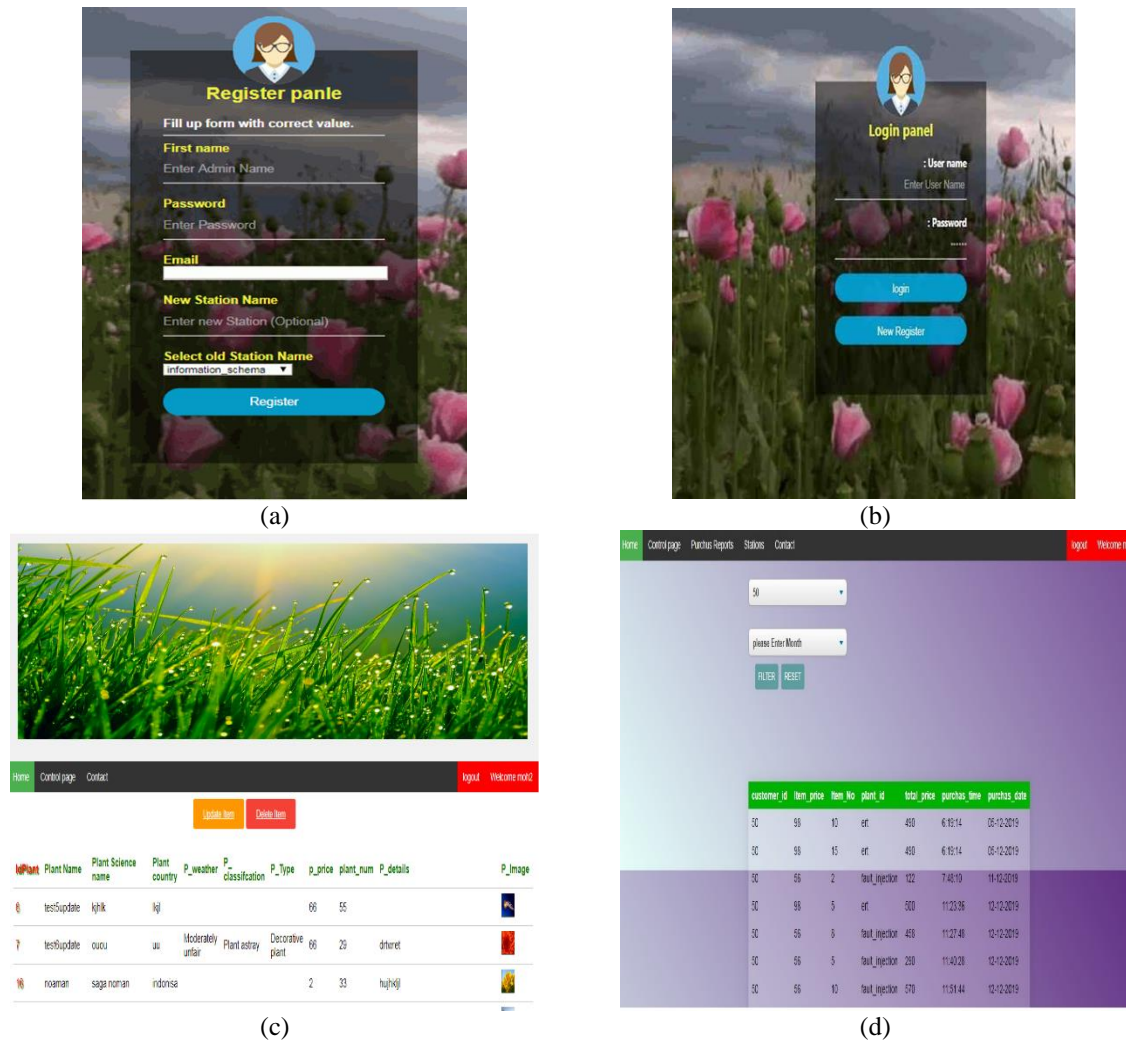 Register panle
Fill up form with correct value.
First name
Enter Admin Name
Password
Enter Password
Email
New Station Name
Enter new Station (Optional)
Select old Station Name
information_schema
Register
(a)
Login panel
: User name
Enter User Name
: Password
login
New Register
(b)
Home Control page Contact logout Welcome moh2
Update Item Delete Item
IdPlant Plant Name Plant Science name Plant country P_weather P_classifcation P_Type p_price plant_num P_details P_Image
6 test5update kjhlk lkjl 66 55
7 test6update ouou uu Moderately unfair Plant astray Decorative plant 66 29 drtwret
16 noaman saga noman indonisa 2 33
(c)
Home Control page Purchus Reports Stations Contact logout Welcome m
50
please Enter Month
FILTER RESET
customer_id Item_price Item_No plant_id total_price purchas_time purchas_date
50 98 10 ert 490 6:19:14 05-12-2019
50 98 15 ert 490 6:19:14 05-12-2019
50 56 2 faut_injection 122 7:48:10 11-12-2019
50 98 5 ert 500 11:23:36 12-12-2019
50 56 8 faut_injection 458 11:27:48 12-12-2019
50 56 5 faut_injection 290 11:40:28 12-12-2019
50 56 10 faut_injection 570 11:51:44 12-12-2019
(d)